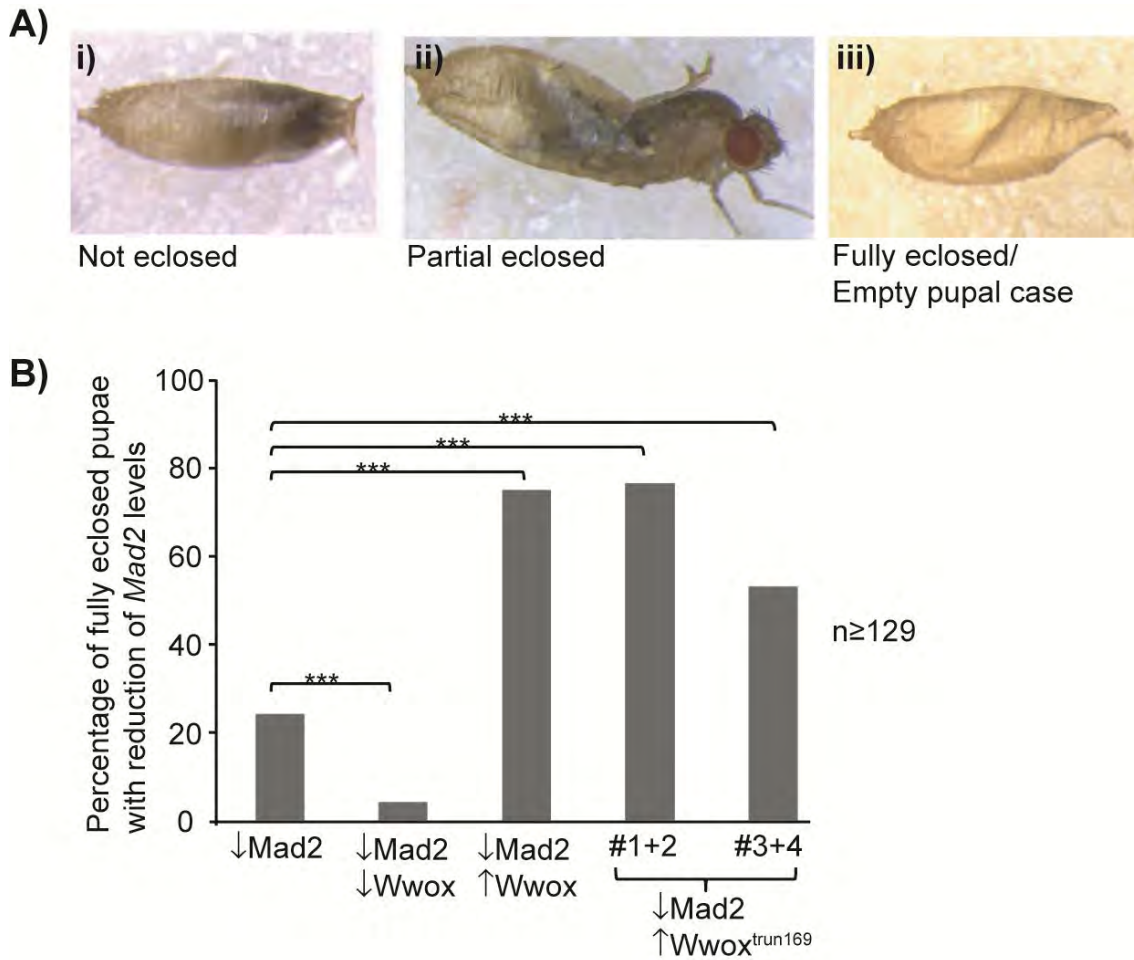 A)
i)
ii)
iii)
Not eclosed
Partial eclosed
Fully eclosed/
Empty pupal case
B)
Percentage of fully eclosed pupae
with reduction of Mad2 levels
100
80
60
40
20
0
***
***
***
***
n≥129
↓Mad2
↓Mad2
↓Wwox
↓Mad2
↑Wwox
#1+2
#3+4
↓Mad2
↑Wwoxtrun169